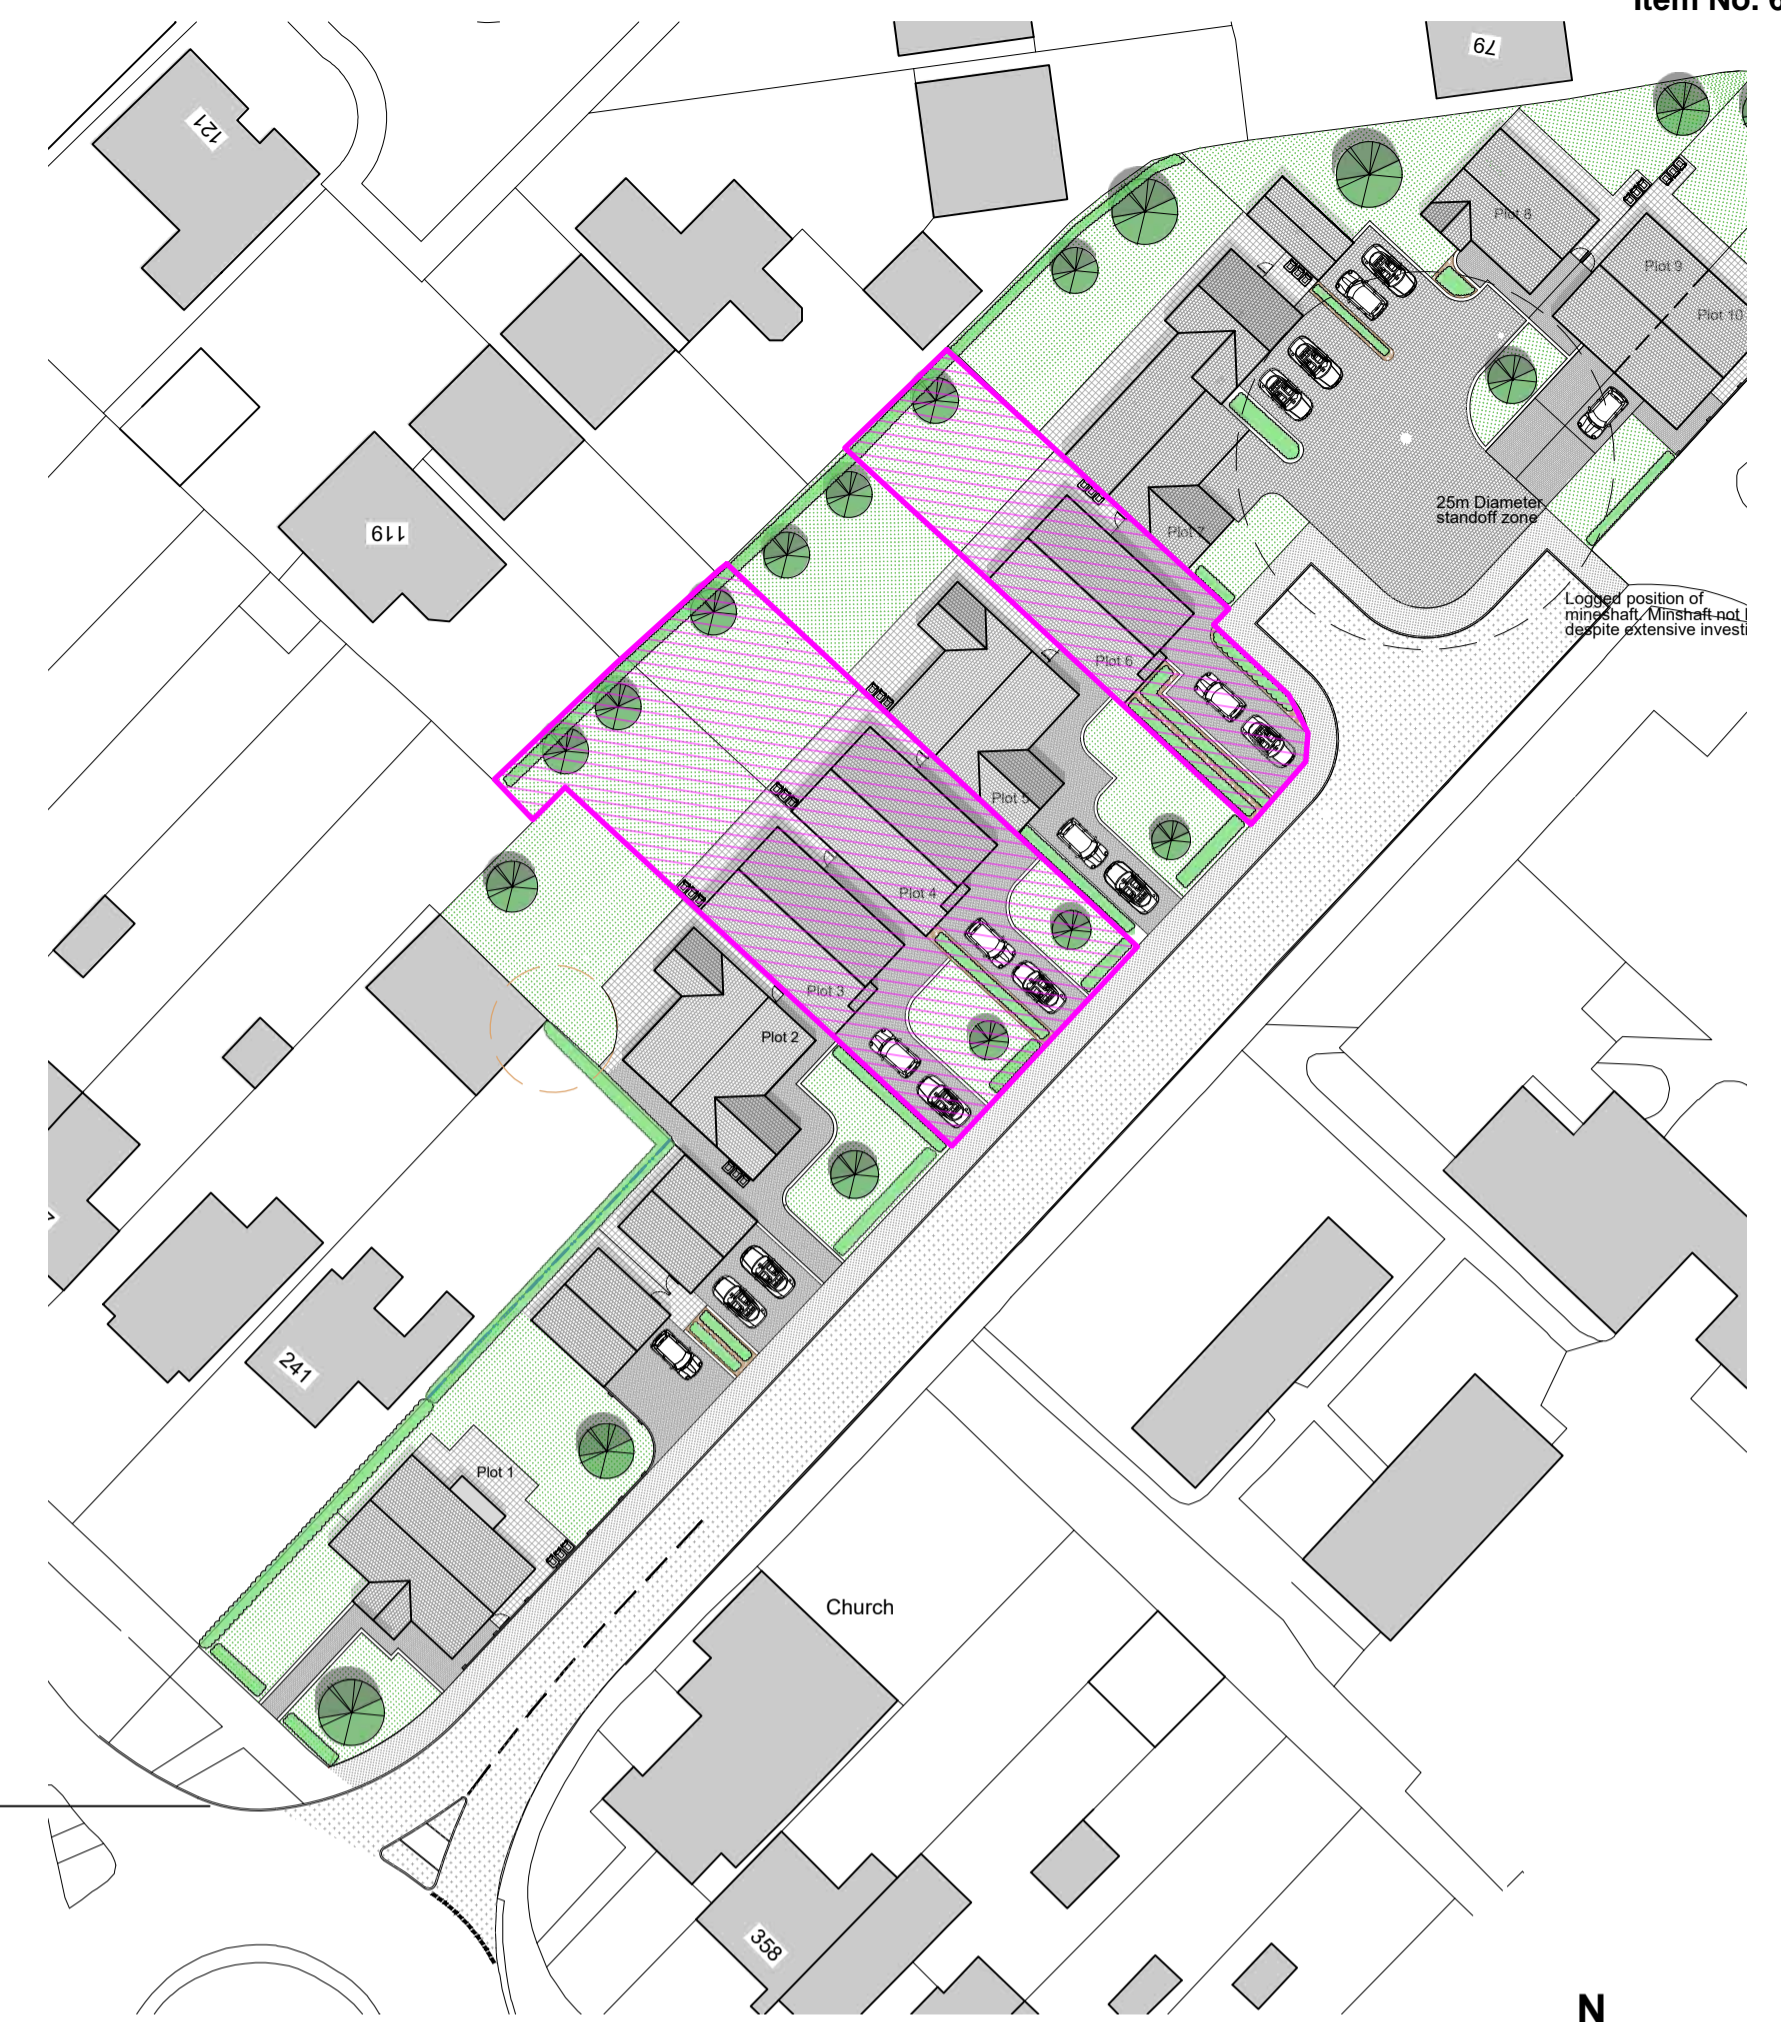 Item No. 6
79
121
Plot 8
Plot 9
Plot 10
25m Diameter
standoff zone
119
Plot 7
Logged position of
mineshaft. Minshaft not
despite extensive investi
Plot 6
Plot 5
Plot 4
Plot 3
Plot 2
241
Plot 1
Church
358
N